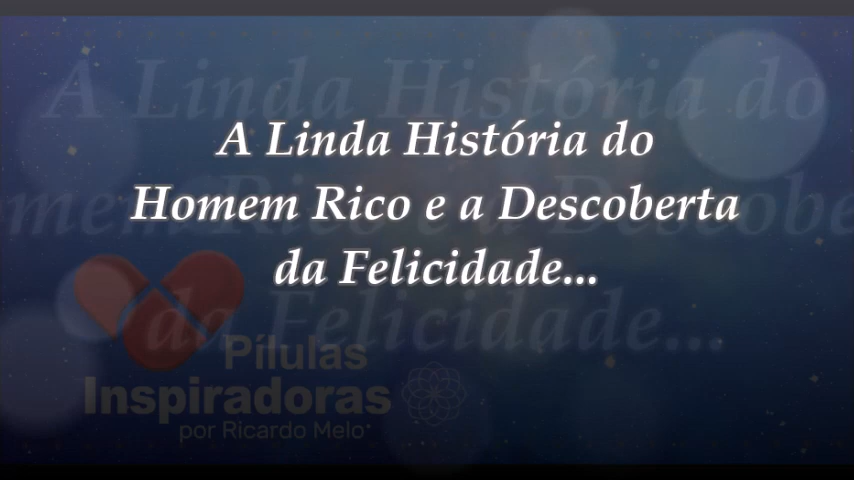 A Linda História do
Homem Rico e a Descoberta
da Felicidade...
Pílulas
Inspiradoras
por Ricardo Melo